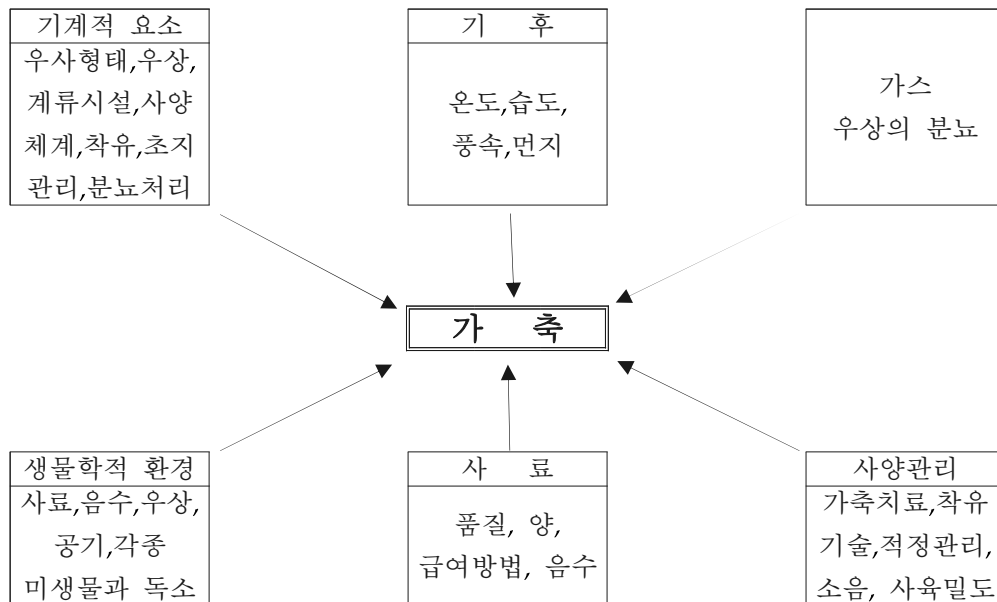 기계적 요소
우사형태,우상,
계류시설,사양
체계,착유,초지
관리,분뇨처리
기 후
온도,습도,
풍속,먼지
가스
우상의 분뇨
가 축
생물학적 환경
사료,음수,우상,
공기,각종
미생물과 독소
사 료
품질, 양,
급여방법, 음수
사양관리
가축치료,착유
기술,적정관리,
소음, 사육밀도